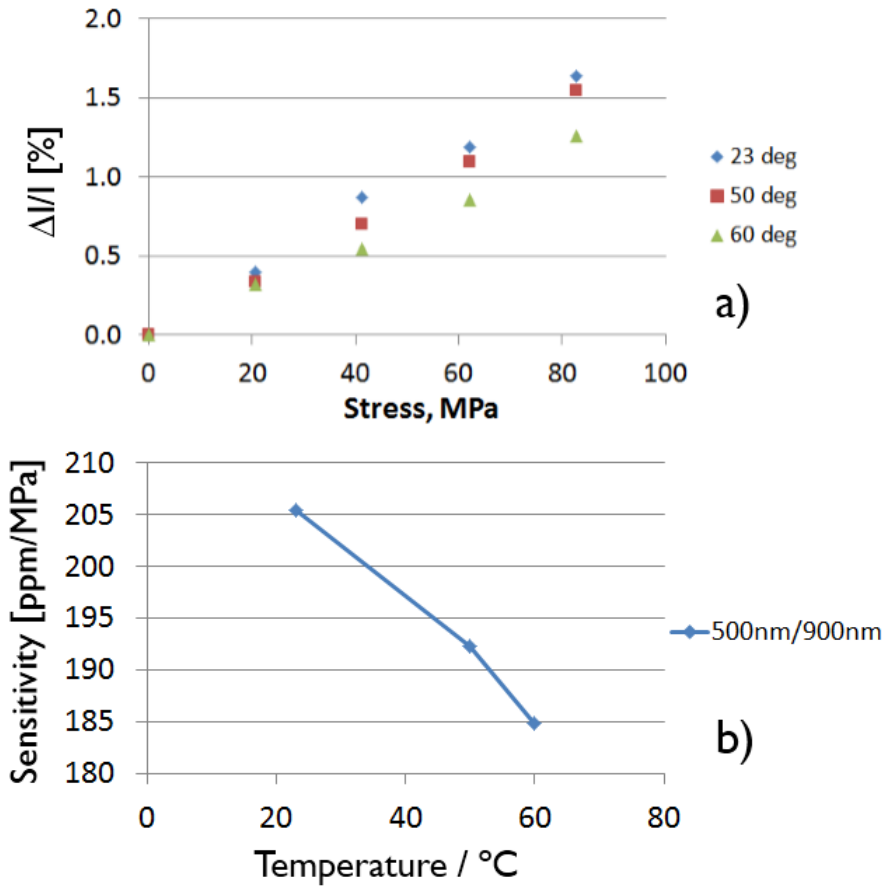 2.0
1.5
1.0
0.5
0.0
ΔI/I [%]
0 20 40 60 80 100
Stress, MPa
23 deg
50 deg
60 deg
a)
210
205
200
195
190
185
180
Sensitivity [ppm/MPa]
0 20 40 60 80
Temperature / °C
500nm/900nm
b)